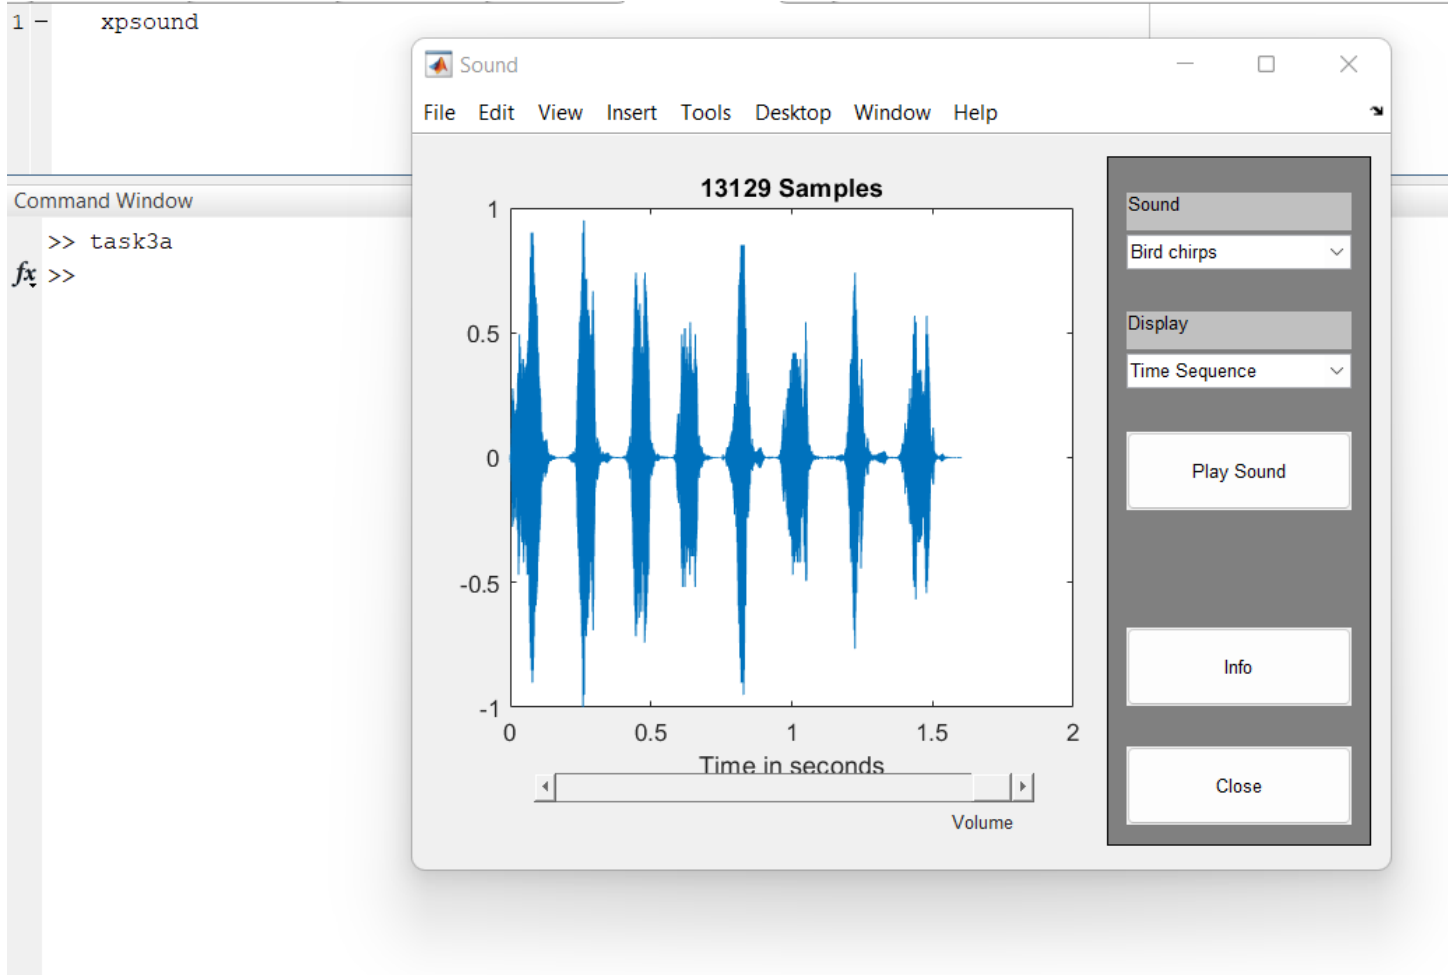 1 xpsound
Sound
File Edit View Insert Tools Desktop Window Help
Command Window
>> task3a
fx >>
13129 Samples
1
0.5
0
-0.5
-1
0 0.5 1 1.5 2
Time in seconds
Volume
Sound
Bird chirps
Display
Time Sequence
Play Sound
Info
Close